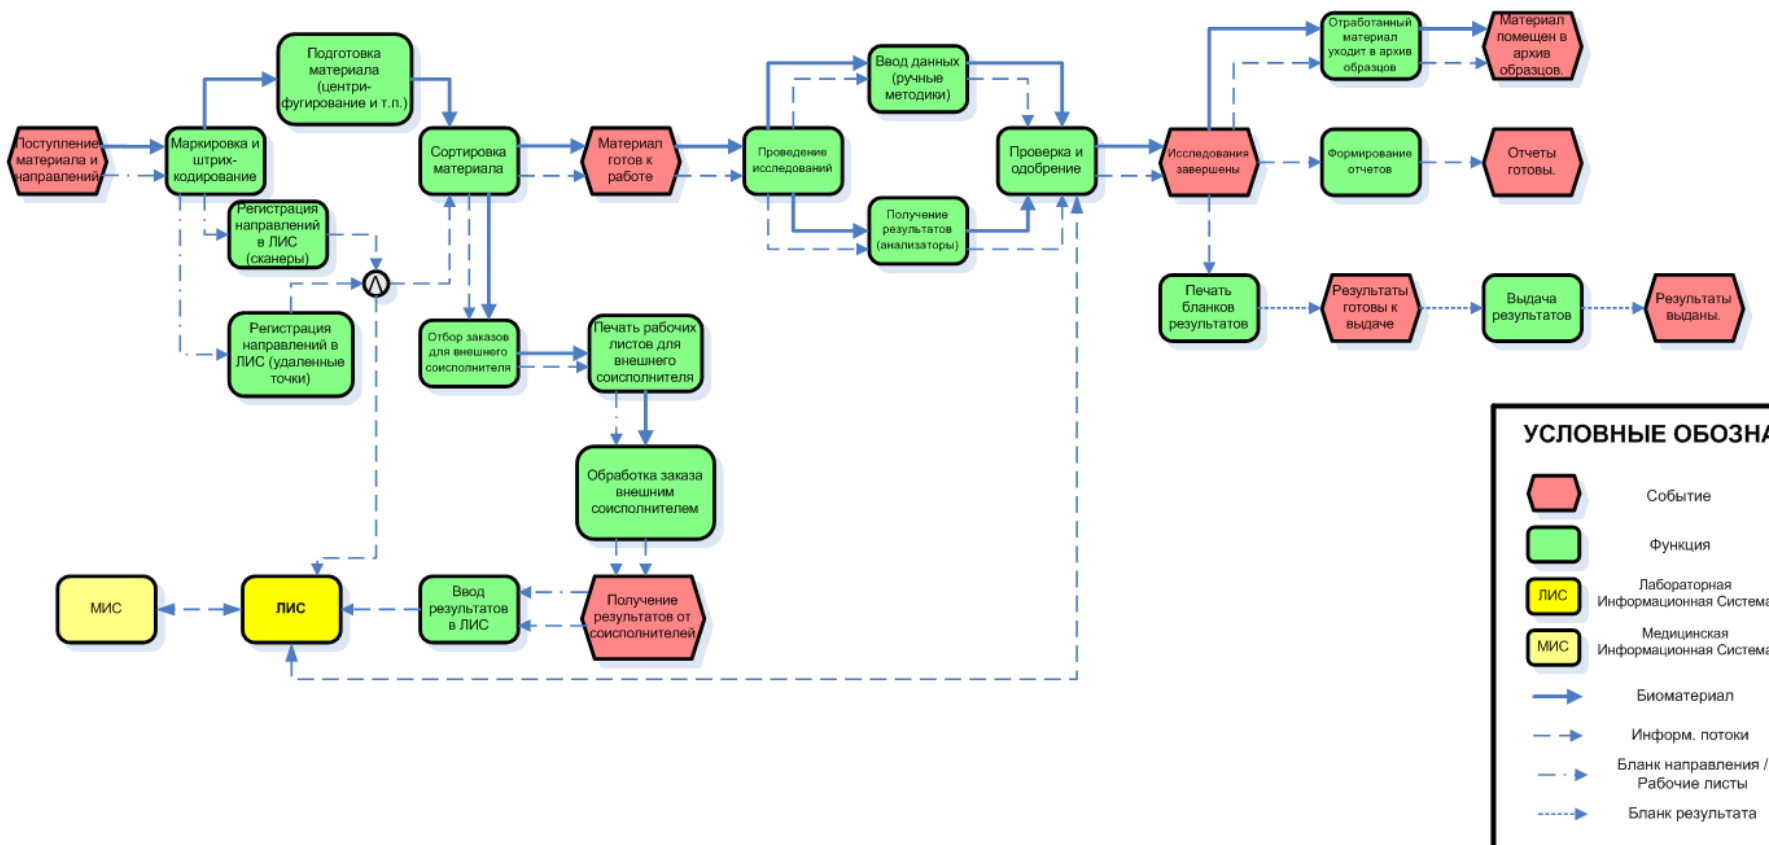 Поступление
материала и
направлений
Маркировка и
штрих-
кодирование
Подготовка
материала
(центри-
фугирование и т.п.)
Регистрация
направлений
в ЛИС
(сканеры)
Регистрация
направлений в
ЛИС (удаленные
точки)
Λ
Сортировка
материала
Материал
готов к
работе
Проведение
исследований
Ввод данных
(ручные
методики)
Получение
результатов
(анализаторы)
Проверка и
одобрение
Исследования
завершены
Отработанный
материал
уходит в архив
образцов
Материал
помещен в
архив
образцов.
Формирование
отчетов
Отчеты
готовы.
Печать
бланков
результатов
Результаты
готовы к
выдаче
Выдача
результатов
Результаты
выданы.
Отбор заказов
для внешнего
соисполнителя
Печать рабочих
листов для
внешнего
соисполнителя
Обработка заказа
внешним
соисполнителем
Получение
результатов от
соисполнителей
Ввод
результатов
в ЛИС
ЛИС
МИС
УСЛОВНЫЕ ОБОЗНА
Событие
Функция
ЛИС
Лабораторная
Информационная Система
МИС
Медицинская
Информационная Система
Биоматериал
Информ. потоки
Бланк направления /
Рабочие листы
Бланк результата